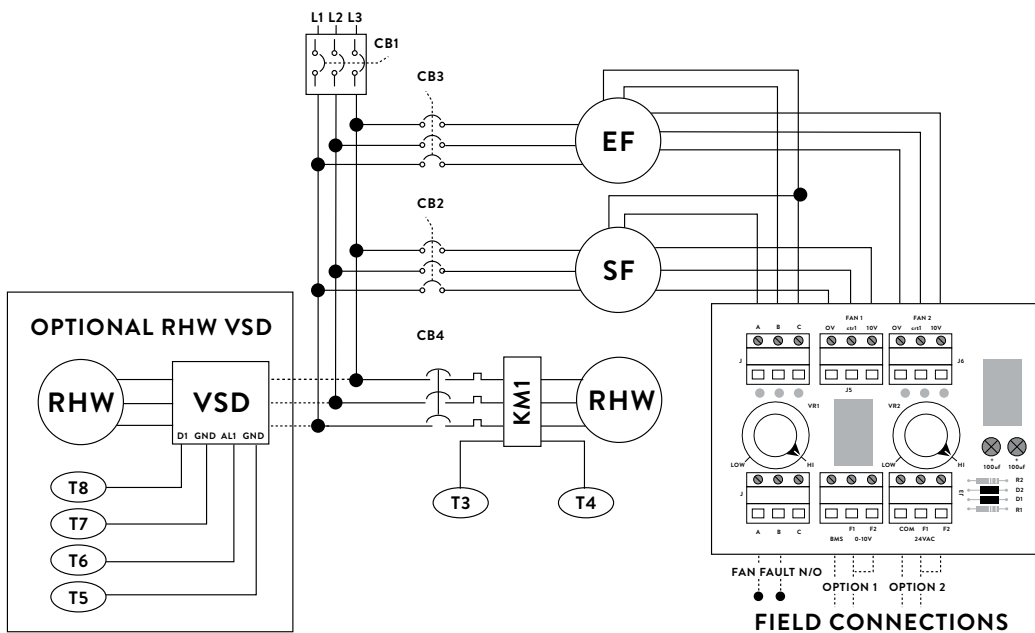 L1 L2 L3
CB1
CB3
EF
CB2
SF
OPTIONAL RHW VSD
CB4
RHW
VSD
D1 GND AL1 GND
T8
T7
T6
T5
KM1
RHW
T3
T4
FAN 1
FAN 2
A B C
OV ctr1 10V
OV crt1 10V
J
J5
J6
VR1
VR2
LOW
HI
LOW
HI
+ +
100uf 100uf
R2
D2
D1
R1
J
J3
A B C
F1 F2
BMS 0-10V
COM F1 F2
24VAC
FAN FAULT N/O
OPTION 1
OPTION 2
FIELD CONNECTIONS